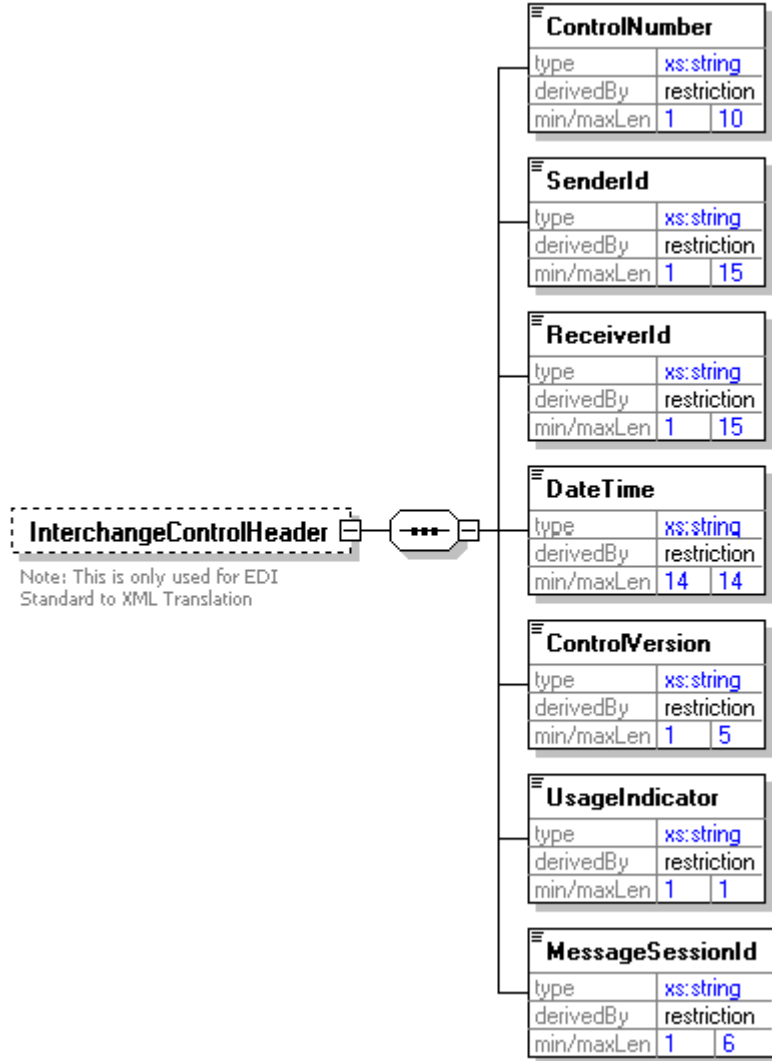 ControlNumber
type xs:string
derivedBy restriction
min/maxLen 1 10
SenderId
type xs:string
derivedBy restriction
min/maxLen 1 15
ReceiverId
type xs:string
derivedBy restriction
min/maxLen 1 15
DateTime
type xs:string
derivedBy restriction
min/maxLen 14 14
InterchangeControlHeader
Note: This is only used for EDI
Standard to XML Translation
ControlVersion
type xs:string
derivedBy restriction
min/maxLen 1 5
UsageIndicator
type xs:string
derivedBy restriction
min/maxLen 1 1
MessageSessionId
type xs:string
derivedBy restriction
min/maxLen 1 6